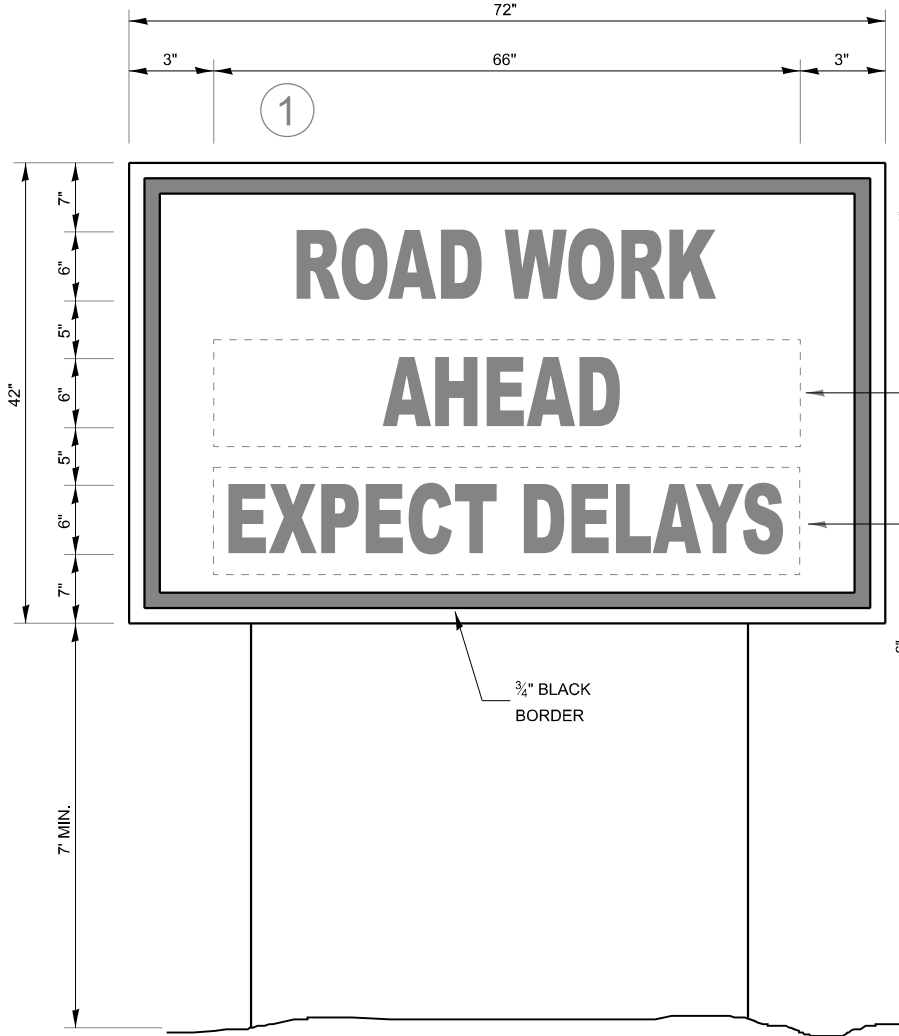 72"
3" 66" 3"
1
7"
6"
5"
6"
5"
6"
7"
42"
ROAD WORK
AHEAD
EXPECT DELAYS
¾" BLACK
BORDER
7' MIN.